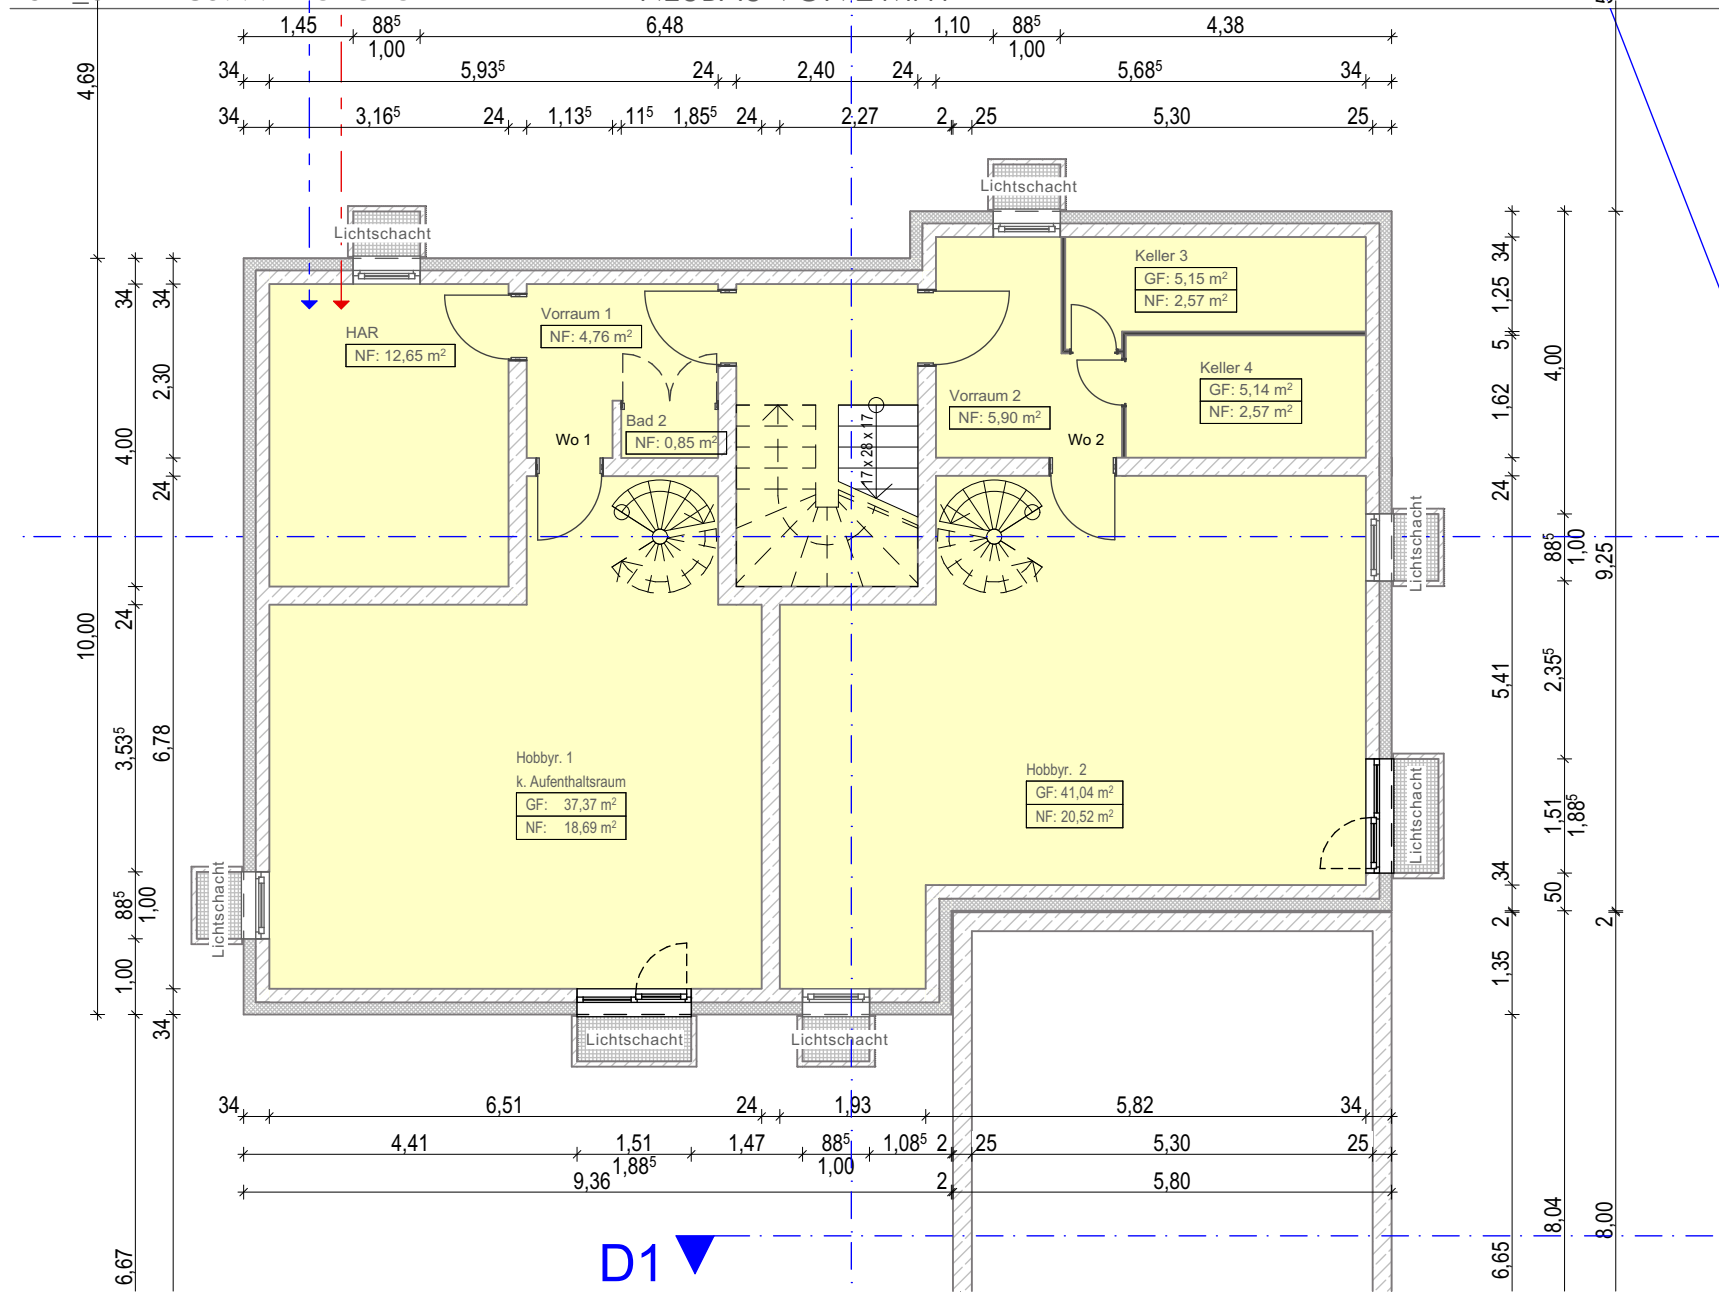 1,45 88⁵ 6,48 1,10 88⁵ 4,38
1,00 1,00
34 5,93⁵ 24 2,40 24 5,68⁵ 34
34 3,16⁵ 24 1,13⁵ 11⁵ 1,85⁵ 24 2,27 2 25 5,30 25
4,69
10,00
34
4,00
24
3,53⁵
88⁵
1,00
1,00
6,67
34
2,30
24
6,78
34
Lichtschacht
Lichtschacht
HAR
NF: 12,65 m²
Vorraum 1
NF: 4,76 m²
Bad 2
NF: 0,85 m²
Wo 1
17 x 28 x 17
Keller 3
GF: 5,15 m²
NF: 2,57 m²
Keller 4
GF: 5,14 m²
NF: 2,57 m²
Vorraum 2
NF: 5,90 m²
Wo 2
Lichtschacht
Hobbyr. 1
k. Aufenthaltsraum
GF: 37,37 m²
NF: 18,69 m²
Hobbyr. 2
GF: 41,04 m²
NF: 20,52 m²
Lichtschacht
Lichtschacht
Lichtschacht
Lichtschacht
34
1,25
5
1,62
24
5,41
34
2
1,35
6,65
4,00
88⁵
1,00
2,35⁵
1,51
1,88⁵
50
8,04
9,25
2
8,00
34 6,51 24 1,93 5,82 34
4,41 1,51 1,47 88⁵ 1,08⁵ 2 25 5,30 25
1,88⁵ 1,00
9,36 2 5,80
D1